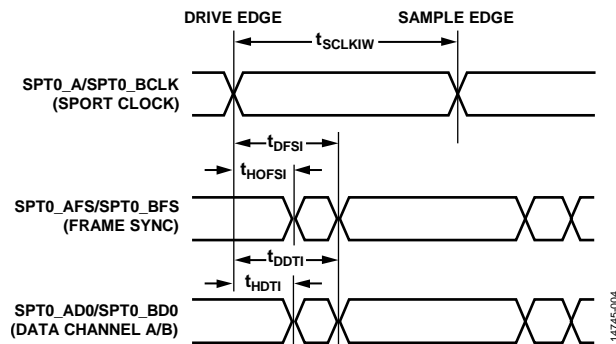 DRIVE EDGE
SAMPLE EDGE
tSCLKIW
SPT0_A/SPT0_BCLK
(SPORT CLOCK)
tDFSI
tHOFSI
SPT0_AFS/SPT0_BFS
(FRAME SYNC)
tDDTI
tHDTI
SPT0_AD0/SPT0_BD0
(DATA CHANNEL A/B)
14745-004